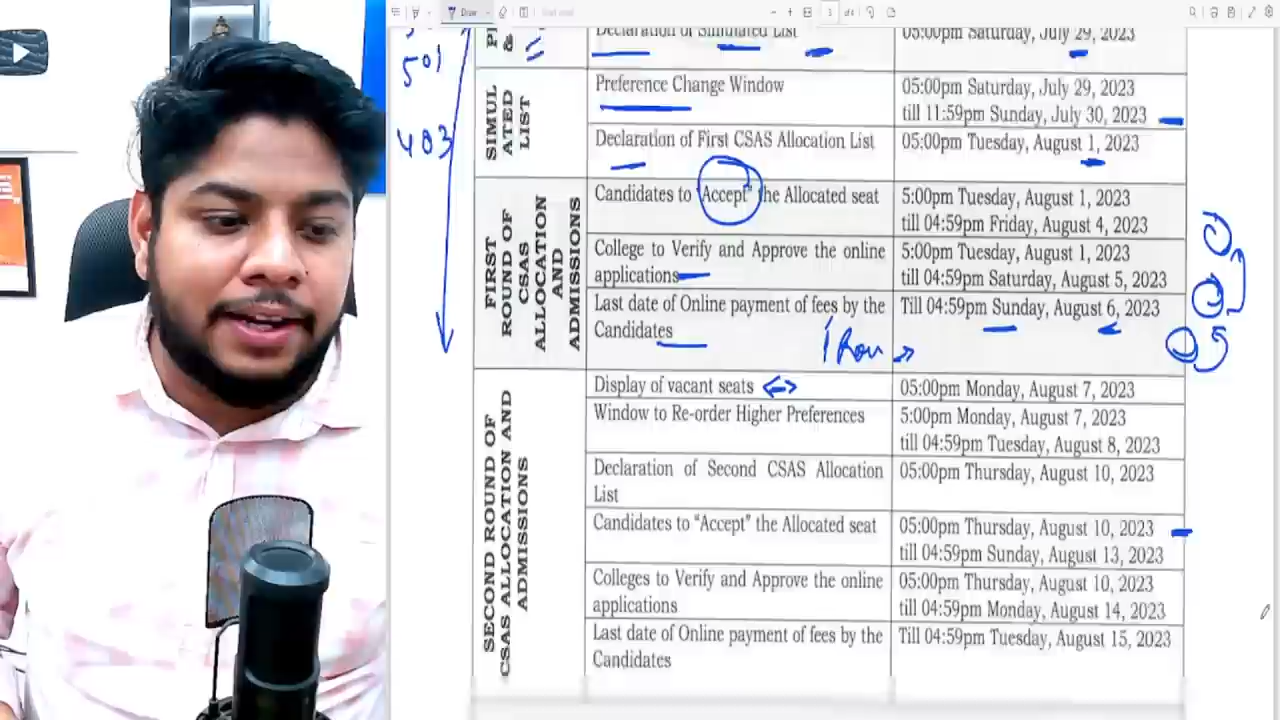 Draw
1
of 4
501
403
PI
&
Declaration of Simulated List
05:00pm Saturday, July 29, 2023
SIMUL
ATED
LIST
Preference Change Window
05:00pm Saturday, July 29, 2023
till 11:59pm Sunday, July 30, 2023
Declaration of First CSAS Allocation List
05:00pm Tuesday, August 1, 2023
FIRST
ROUND OF
CSAS
ALLOCATION
AND
ADMISSIONS
Candidates to "Accept" the Allocated seat
5:00pm Tuesday, August 1, 2023
till 04:59pm Friday, August 4, 2023
College to Verify and Approve the online
applications
5:00pm Tuesday, August 1, 2023
till 04:59pm Saturday, August 5, 2023
Last date of Online payment of fees by the
Candidates
Till 04:59pm Sunday, August 6, 2023
SECOND ROUND OF
CSAS ALLOCATION AND
ADMISSIONS
Display of vacant seats
05:00pm Monday, August 7, 2023
Window to Re-order Higher Preferences
5:00pm Monday, August 7, 2023
till 04:59pm Tuesday, August 8, 2023
Declaration of Second CSAS Allocation
List
05:00pm Thursday, August 10, 2023
Candidates to “Accept” the Allocated seat
05:00pm Thursday, August 10, 2023
till 04:59pm Sunday, August 13, 2023
Colleges to Verify and Approve the online
applications
05:00pm Thursday, August 10, 2023
till 04:59pm Monday, August 14, 2023
Last date of Online payment of fees by the
Candidates
Till 04:59pm Tuesday, August 15, 2023